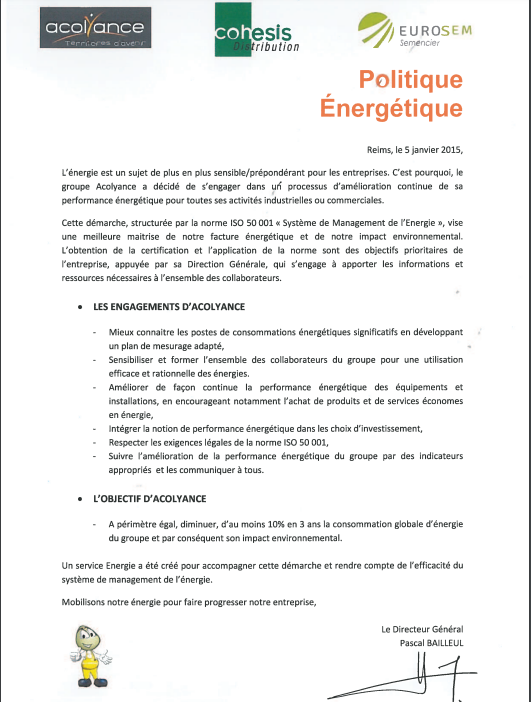 acolyance
Territoires d'avenir
cohesis
Distribution
EUROSEM
Semencier
Politique
Énergétique
Reims, le 5 janvier 2015,
L'énergie est un sujet de plus en plus sensible/prépondérant pour les entreprises. C'est pourquoi, le
groupe Acolyance a décidé de s'engager dans un processus d'amélioration continue de sa
performance énergétique pour toutes ses activités industrielles ou commerciales.
Cette démarche, structurée par la norme ISO 50 001 « Système de Management de l'Energie », vise
une meilleure maitrise de notre facture énergétique et de notre impact environnemental.
L'obtention de la certification et l'application de la norme sont des objectifs prioritaires de
l'entreprise, appuyée par sa Direction Générale, qui s'engage à apporter les informations et
ressources nécessaires à l'ensemble des collaborateurs.
• LES ENGAGEMENTS D'ACOLYANCE
- Mieux connaitre les postes de consommations énergétiques significatifs en développant
un plan de mesurage adapté,
- Sensibiliser et former l'ensemble des collaborateurs du groupe pour une utilisation
efficace et rationnelle des énergies.
- Améliorer de façon continue la performance énergétique des équipements et
installations, en encourageant notamment l'achat de produits et de services économes
en énergie,
- Intégrer la notion de performance énergétique dans les choix d'investissement,
- Respecter les exigences légales de la norme ISO 50 001,
- Suivre l'amélioration de la performance énergétique du groupe par des indicateurs
appropriés et les communiquer à tous.
• L'OBJECTIF D'ACOLYANCE
- A périmètre égal, diminuer, d'au moins 10% en 3 ans la consommation globale d'énergie
du groupe et par conséquent son impact environnemental.
Un service Energie a été créé pour accompagner cette démarche et rendre compte de l'efficacité du
système de management de l'énergie.
Mobilisons notre énergie pour faire progresser notre entreprise,
Le Directeur Général
Pascal BAILLEUL